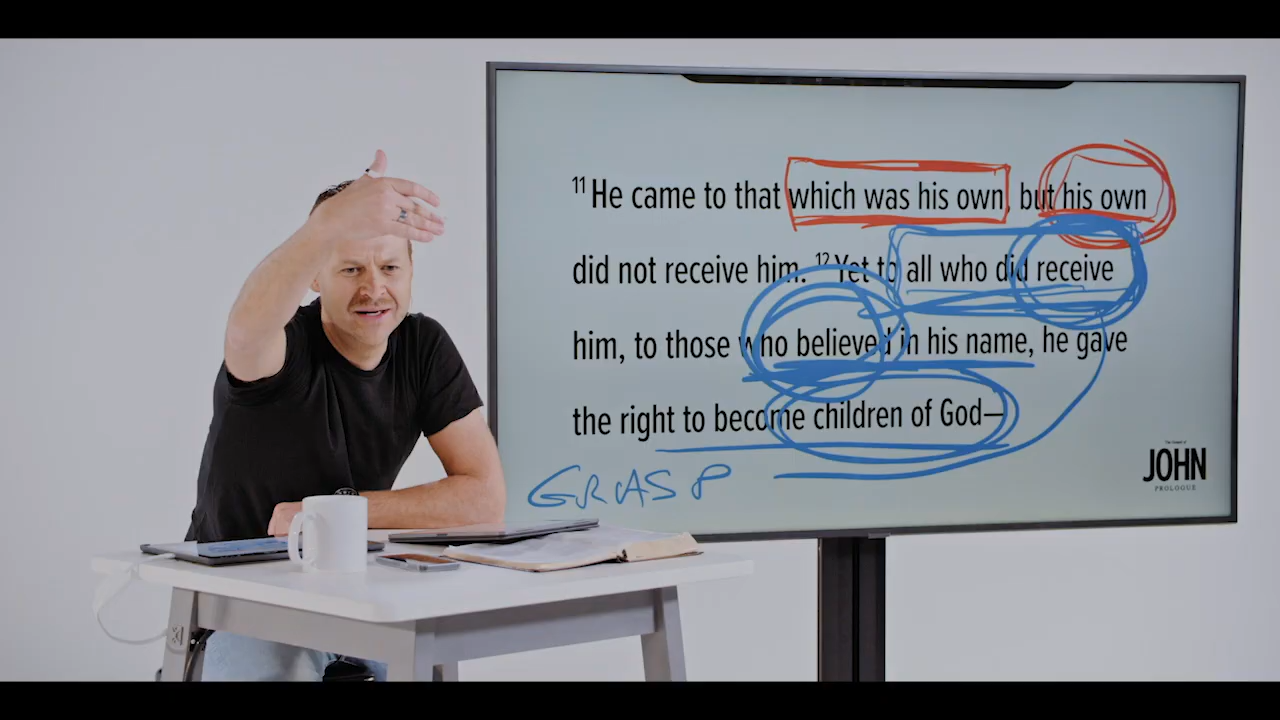 11 He came to that which was his own, but his own
did not receive him. 12 Yet to all who did receive
him, to those who believed in his name, he gave
the right to become children of God—
GRASP
JOHN
PROLOGUE